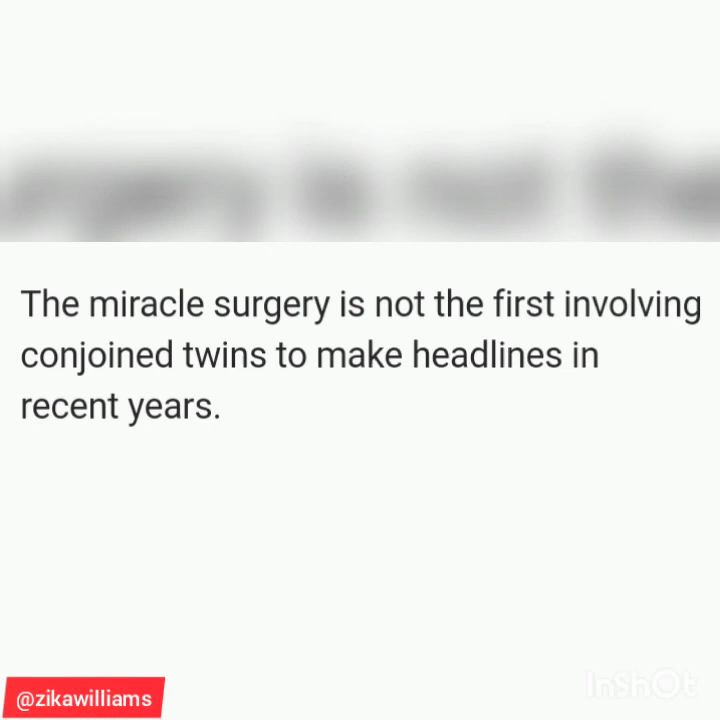 The miracle surgery is not the first involving
conjoined twins to make headlines in
recent years.
@zikawilliams
InShOt